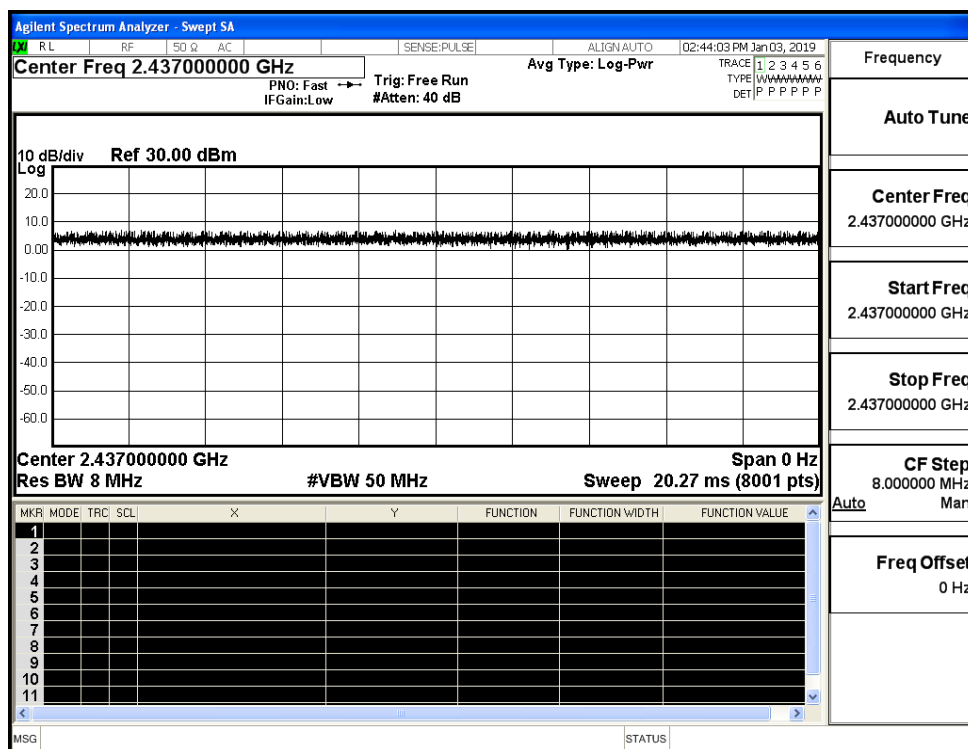 Agilent Spectrum Analyzer - Swept SA
LXI RL RF 50 Ω AC SENSE:PULSE ALIGN AUTO 02:44:03 PM Jan 03, 2019
Center Freq 2.437000000 GHz
PNO: Fast
IFGain:Low
Trig: Free Run
#Atten: 40 dB
Avg Type: Log-Pwr
TRACE 1 2 3 4 5 6
TYPE WWWWWW
DET P P P P P P
10 dB/div Ref 30.00 dBm
Log
20.0
10.0
0.00
-10.0
-20.0
-30.0
-40.0
-50.0
-60.0
Center 2.437000000 GHz Span 0 Hz
Res BW 8 MHz #VBW 50 MHz Sweep 20.27 ms (8001 pts)
MKR MODE TRC SCL X Y FUNCTION FUNCTION WIDTH FUNCTION VALUE
1
2
3
4
5
6
7
8
9
10
11
MSG STATUS
Frequency
Auto Tune
Center Freq
2.437000000 GHz
Start Freq
2.437000000 GHz
Stop Freq
2.437000000 GHz
CF Step
8.000000 MHz
Auto Man
Freq Offset
0 Hz